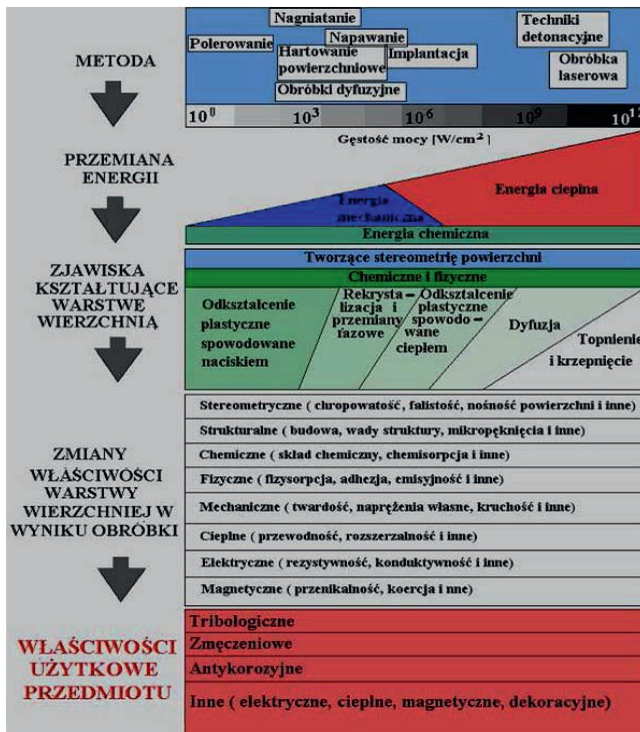 METODA
Nagniatanie
Polerowanie
Napawanie
Hartowanie
powierzchniowe
Implantacja
Obróbki dyfuzyjne
Techniki
detonacyjne
Obróbka
laserowa
10⁰ 10³ 10⁶ 10⁹ 10¹²
Gęstość mocy [W/cm²]
PRZEMIANA
ENERGII
Energia
mechaniczna
Energia cieplna
Energia chemiczna
ZJAWISKA
KSZTAŁTUJĄCE
WARSTWE
WIERZCHNIĄ
Tworzące stereometrię powierzchni
Chemiczne i fizyczne
Odkształcenie
plastyczne
spowodowane
naciskiem
Rekrysta –
lizacja i
przemiany
fazowe
Odkształcenie
plastyczne
spowodo –
wane
ciepłem
Dyfuzja
Topnienie
i krzepnięcie
ZMIANY
WŁAŚCIWOŚCI
WARSTWY
WIERZCHNIEJ W
WYNIKU OBRÓBKI
Stereometryczne ( chropowatość, falistość, nośność powierzchni i inne)
Strukturalne ( budowa, wady struktury, mikropęknięcia i inne)
Chemiczne ( skład chemiczny, chemisorpcja i inne)
Fizyczne ( fizysorpcja, adhezja, emisyjność i inne)
Mechaniczne ( twardość, naprężenia własne, kruchość i inne)
Cieplne ( przewodność, rozszerzalność i inne)
Elektryczne ( rezystywność, konduktywność i inne)
Magnetyczne ( przenikalność, koercja i nne)
WŁAŚCIWOŚCI
UŻYTKOWE
PRZEDMIOTU
Tribologiczne
Zmęczeniowe
Antykorozyjne
Inne ( elektryczne, cieplne, magnetyczne, dekoracyjne)